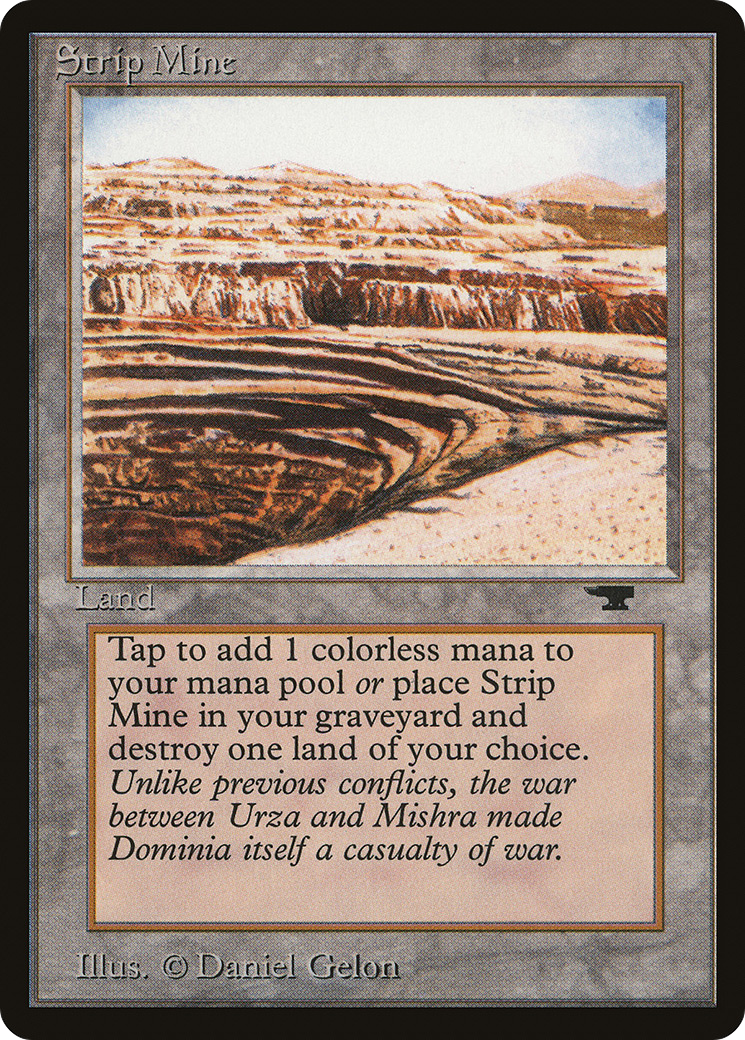 Strip Mine
Land
Tap to add 1 colorless mana to
your mana pool or place Strip
Mine in your graveyard and
destroy one land of your choice.
Unlike previous conflicts, the war
between Urza and Mishra made
Dominia itself a casualty of war.
Illus. © Daniel Gelon